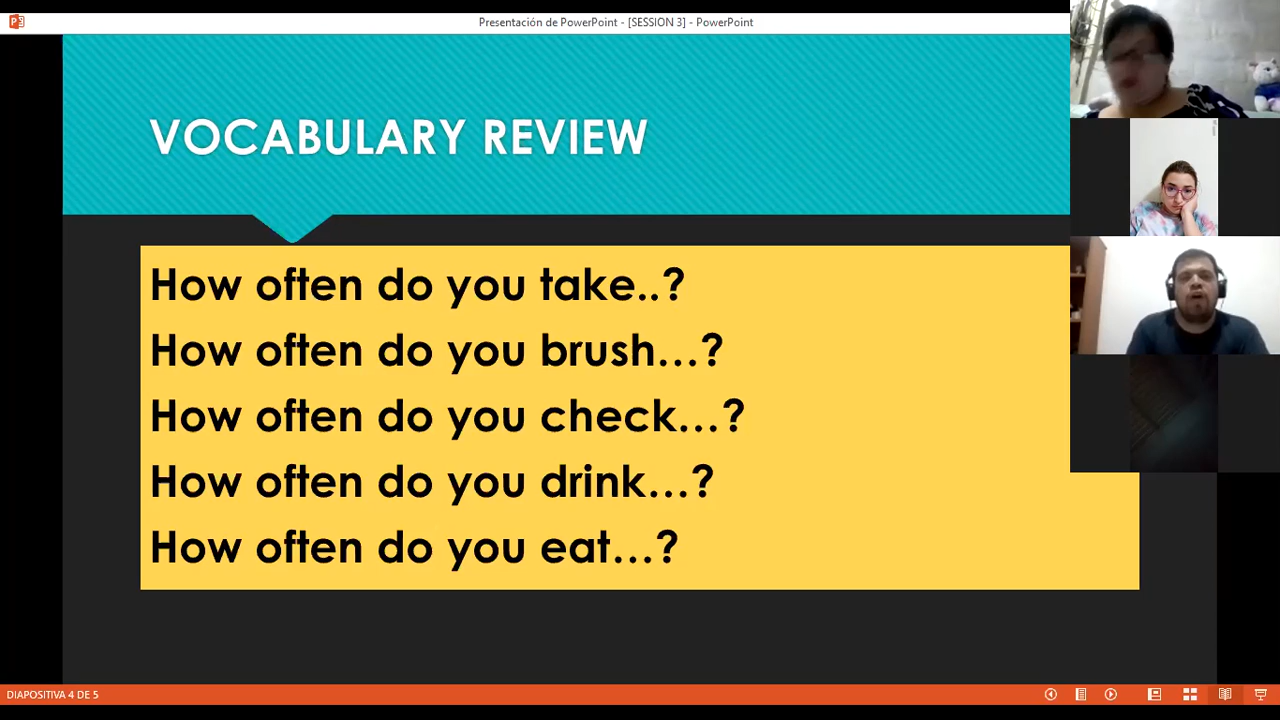 Presentación de PowerPoint - [SESSION 3] - PowerPoint
VOCABULARY REVIEW
How often do you take..?
How often do you brush...?
How often do you check...?
How often do you drink...?
How often do you eat...?
DIAPOSITIVA 4 DE 5